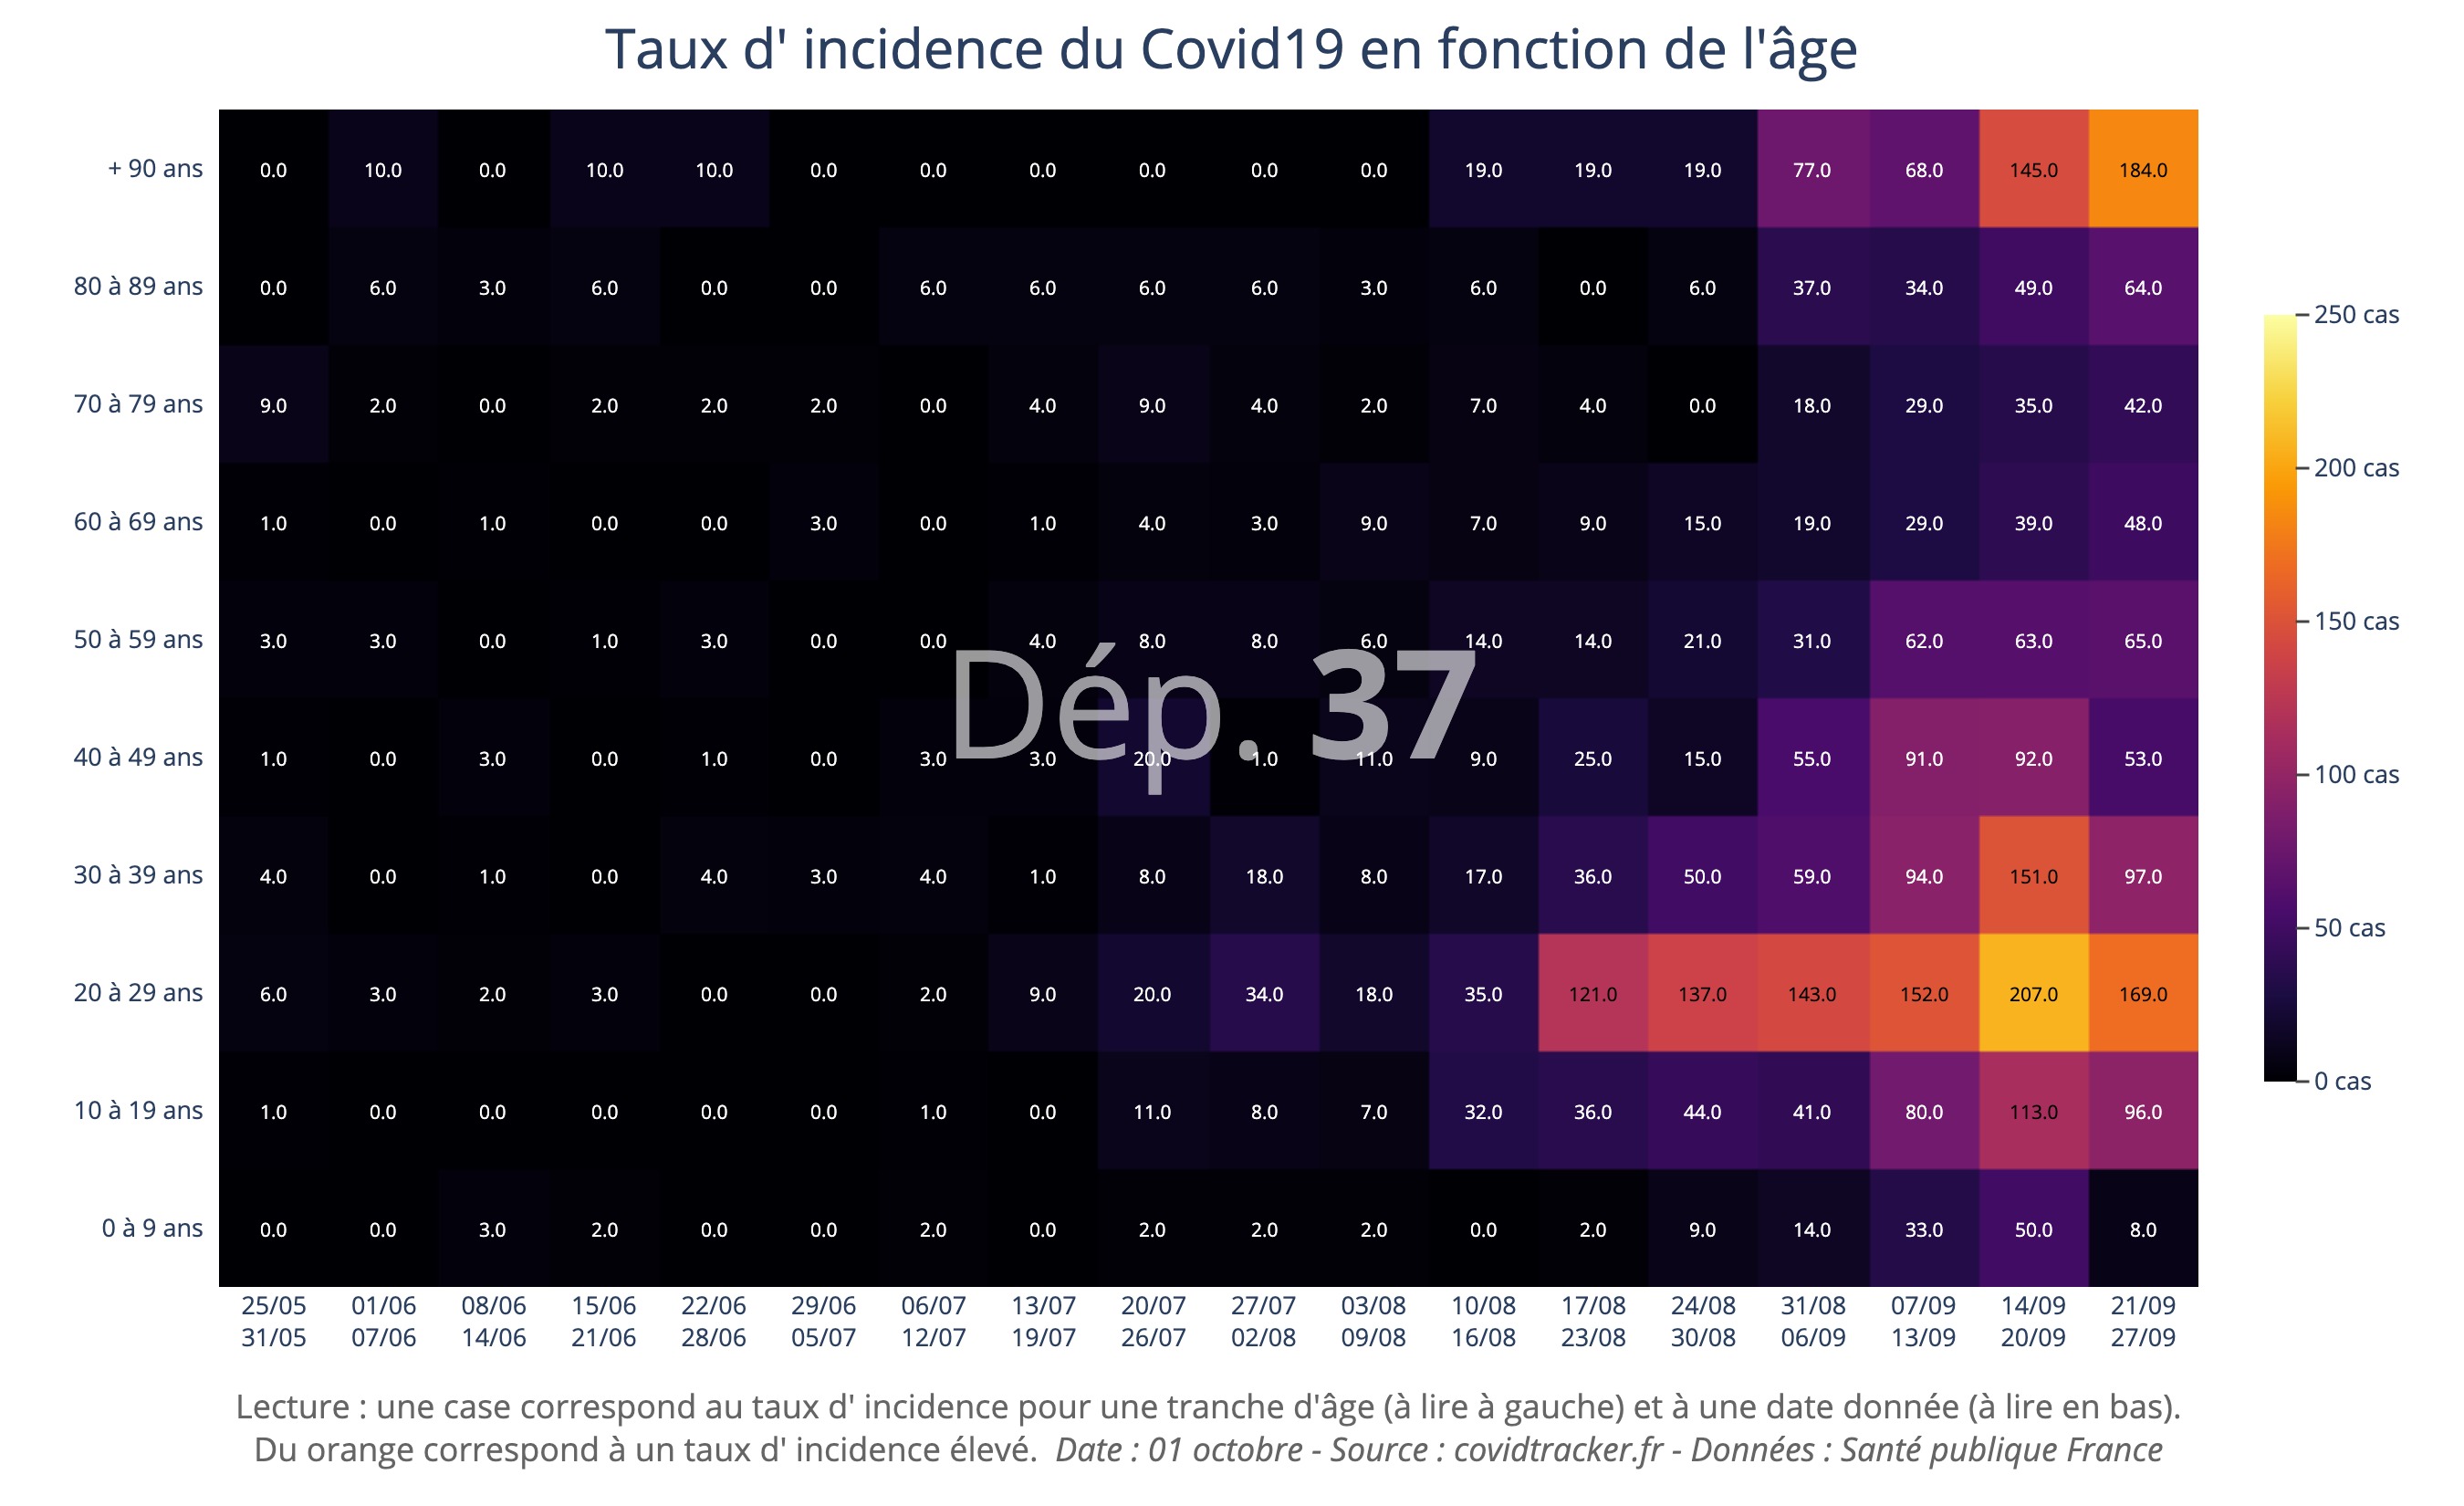 Taux d' incidence du Covid19 en fonction de l'âge
+ 90 ans 0.0 10.0 0.0 10.0 10.0 0.0 0.0 0.0 0.0 0.0 0.0 19.0 19.0 19.0 77.0 68.0 145.0 184.0
80 à 89 ans 0.0 6.0 3.0 6.0 0.0 0.0 6.0 6.0 6.0 6.0 3.0 6.0 0.0 6.0 37.0 34.0 49.0 64.0
250 cas
70 à 79 ans 9.0 2.0 0.0 2.0 2.0 2.0 0.0 4.0 9.0 4.0 2.0 7.0 4.0 0.0 18.0 29.0 35.0 42.0
200 cas
60 à 69 ans 1.0 0.0 1.0 0.0 0.0 3.0 0.0 1.0 4.0 3.0 9.0 7.0 9.0 15.0 19.0 29.0 39.0 48.0
150 cas
50 à 59 ans 3.0 3.0 0.0 1.0 3.0 0.0 0.0 4.0 8.0 8.0 6.0 14.0 14.0 21.0 31.0 62.0 63.0 65.0
Dép. 37
40 à 49 ans 1.0 0.0 3.0 0.0 1.0 0.0 3.0 3.0 20.0 1.0 11.0 9.0 25.0 15.0 55.0 91.0 92.0 53.0
100 cas
30 à 39 ans 4.0 0.0 1.0 0.0 4.0 3.0 4.0 1.0 8.0 18.0 8.0 17.0 36.0 50.0 59.0 94.0 151.0 97.0
50 cas
20 à 29 ans 6.0 3.0 2.0 3.0 0.0 0.0 2.0 9.0 20.0 34.0 18.0 35.0 121.0 137.0 143.0 152.0 207.0 169.0
0 cas
10 à 19 ans 1.0 0.0 0.0 0.0 0.0 0.0 1.0 0.0 11.0 8.0 7.0 32.0 36.0 44.0 41.0 80.0 113.0 96.0
0 à 9 ans 0.0 0.0 3.0 2.0 0.0 0.0 2.0 0.0 2.0 2.0 2.0 0.0 2.0 9.0 14.0 33.0 50.0 8.0
25/05 01/06 08/06 15/06 22/06 29/06 06/07 13/07 20/07 27/07 03/08 10/08 17/08 24/08 31/08 07/09 14/09 21/09
31/05 07/06 14/06 21/06 28/06 05/07 12/07 19/07 26/07 02/08 09/08 16/08 23/08 30/08 06/09 13/09 20/09 27/09
Lecture : une case correspond au taux d' incidence pour une tranche d'âge (à lire à gauche) et à une date donnée (à lire en bas).
Du orange correspond à un taux d' incidence élevé. Date : 01 octobre - Source : covidtracker.fr - Données : Santé publique France